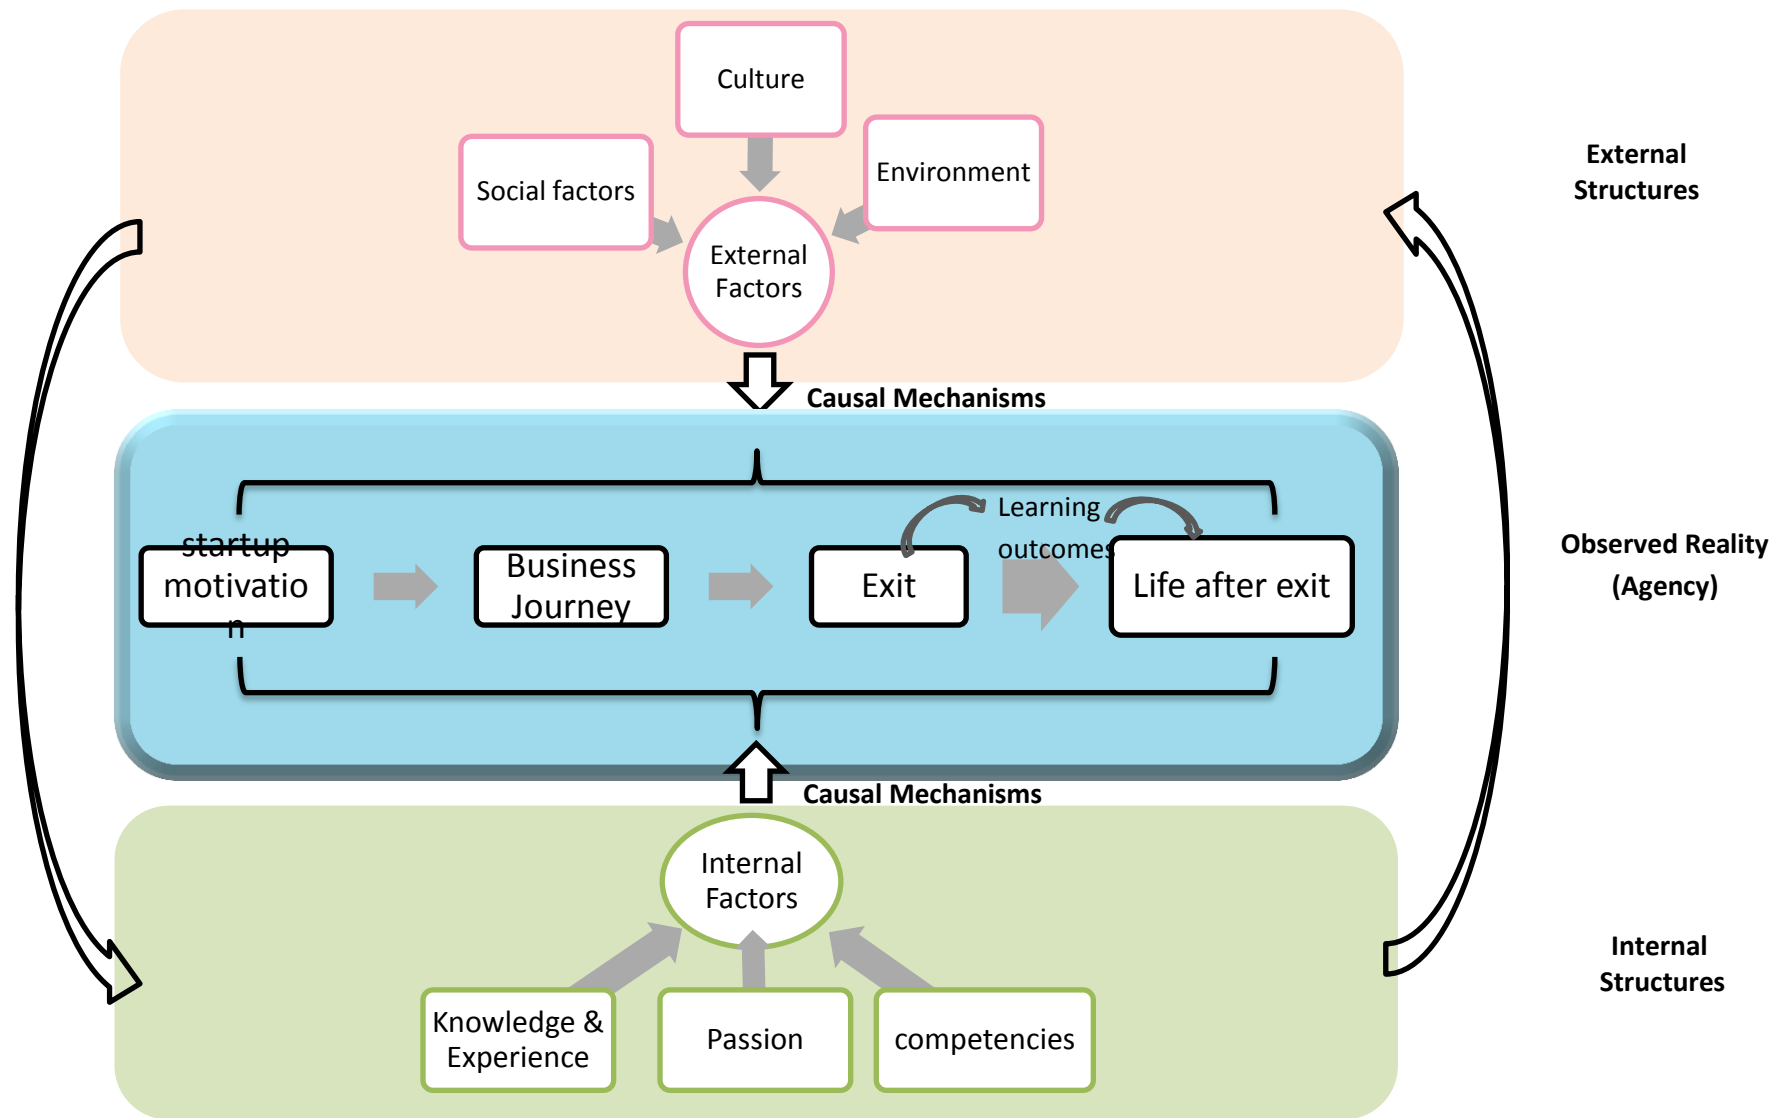 Culture
Social factors
Environment
External
Factors
External
Structures
Causal Mechanisms
startup
motivatio
n
Business
Journey
Exit
Learning
outcomes
Life after exit
Observed Reality
(Agency)
Causal Mechanisms
Internal
Factors
Knowledge &
Experience
Passion
competencies
Internal
Structures